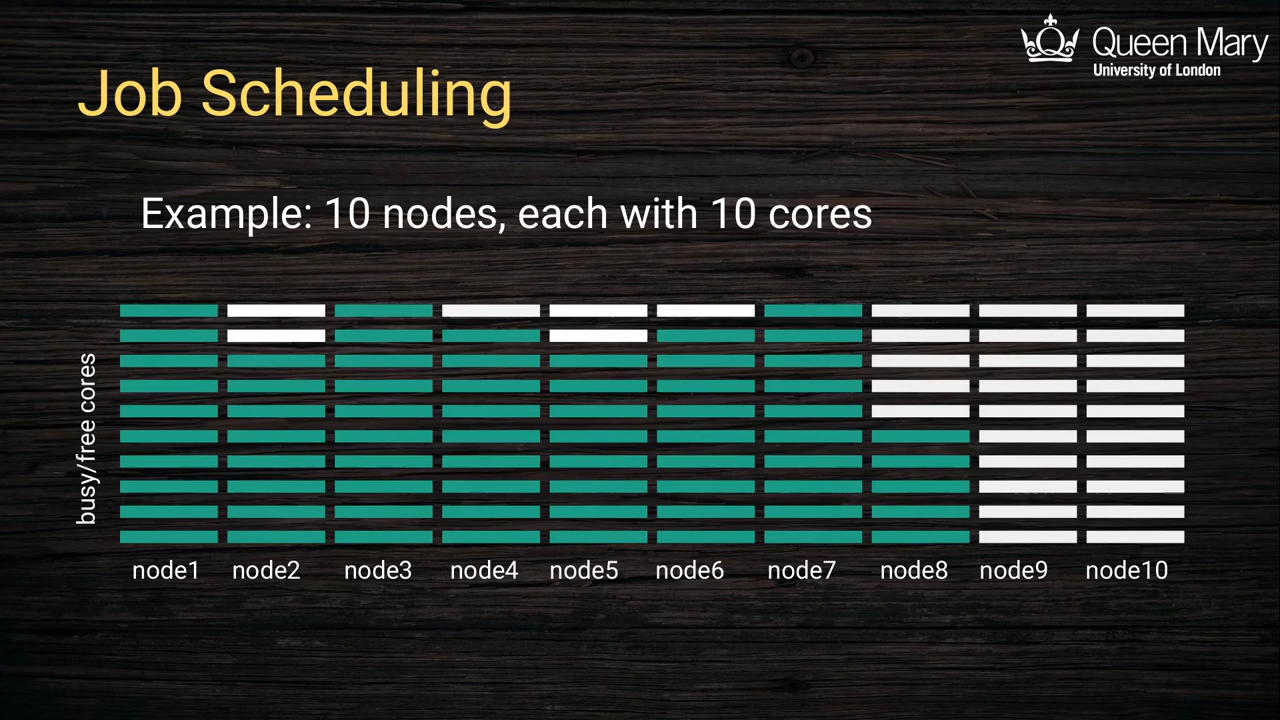 Queen Mary
University of London
Job Scheduling
Example: 10 nodes, each with 10 cores
busy/free cores
node1 node2 node3 node4 node5 node6 node7 node8 node9 node10